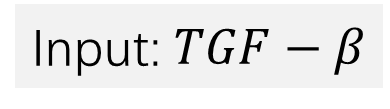 Input: TGF − β